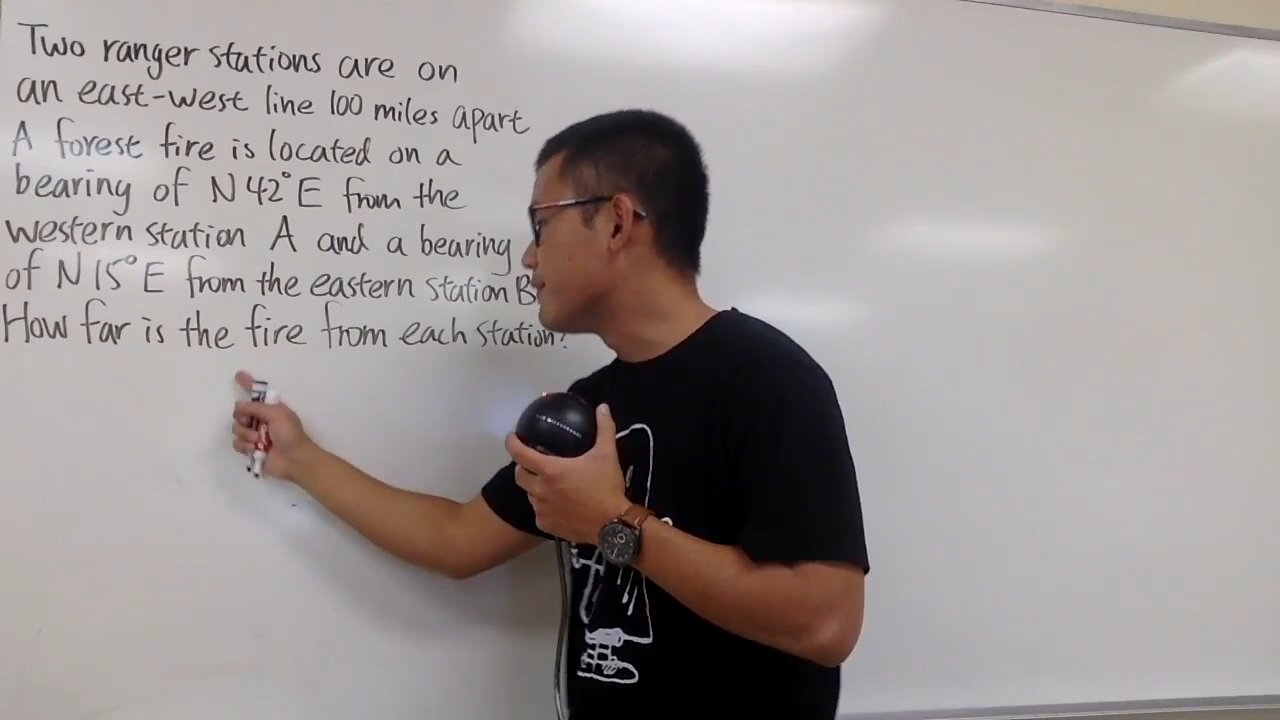 Two ranger stations are on
an east-west line 100 miles apart
A forest fire is located on a
bearing of N 42° E from the
western station A and a bearing
of N 15° E from the eastern station B
How far is the fire from each station?